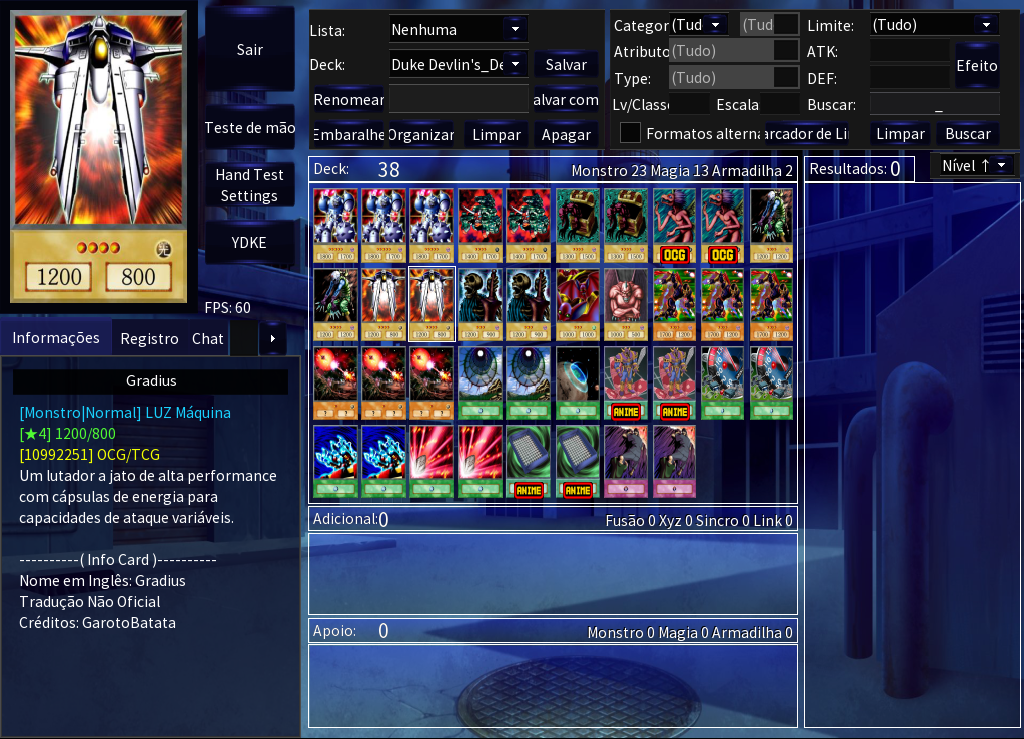 1200 800
Sair
Teste de mão
Hand Test
Settings
YDKE
FPS: 60
Informações Registro Chat
Gradius
[Monstro|Normal] LUZ Máquina
[★4] 1200/800
[10992251] OCG/TCG
Um lutador a jato de alta performance
com cápsulas de energia para
capacidades de ataque variáveis.
----------( Info Card )----------
Nome em Inglês: Gradius
Tradução Não Oficial
Créditos: GarotoBatata
Lista: Nenhuma
Deck: Duke Devlin's_De Salvar
Renomear alvar com
Embaralhe Organizar Limpar Apagar
Categor (Tud (Tud Limite: (Tudo)
Atributo (Tudo) ATK:
Efeito
Type: (Tudo) DEF:
Lv/Classe Escala Buscar: _
Formatos alterna arcador de Li Limpar Buscar
Deck: 38 Monstro 23 Magia 13 Armadilha 2
Resultados: 0 Nível ↑
OCG OCG
ANIME ANIME
ANIME ANIME
Adicional: 0 Fusão 0 Xyz 0 Sincro 0 Link 0
Apoio: 0 Monstro 0 Magia 0 Armadilha 0